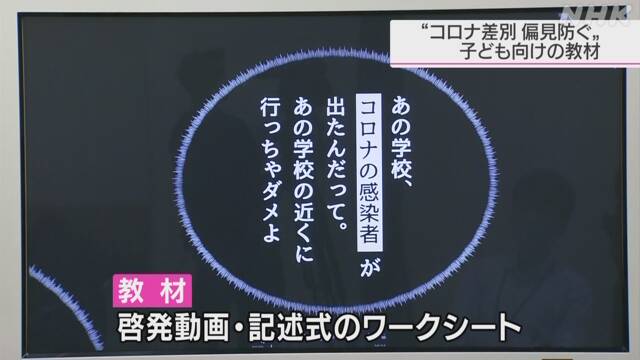 NHK
“コロナ差別 偏見防ぐ„
子ども向けの教材
あの学校、
コロナの感染者が
出たんだって。
あの学校の近くに
行っちゃダメよ
教材
啓発動画・記述式のワークシート